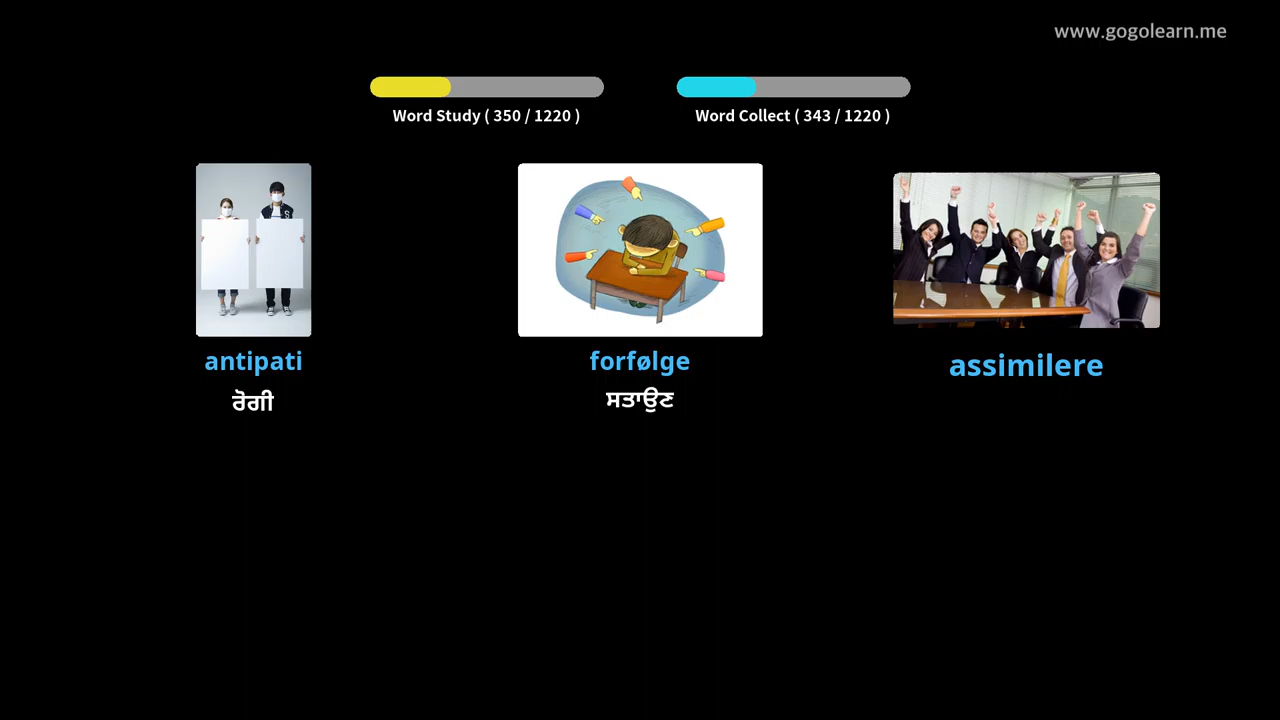 www.gogolearn.me
Word Study ( 350 / 1220 )
Word Collect ( 343 / 1220 )
antipati
forfølge
assimilere
ਰੋਗੀ
ਸਤਾਉਣ